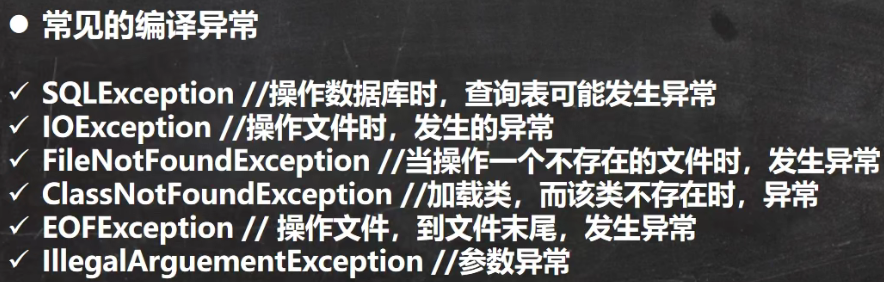 ● 常见的编译异常
✓ SQLException //操作数据库时，查询表可能发生异常
✓ IOException //操作文件时，发生的异常
✓ FileNotFoundException //当操作一个不存在的文件时，发生异常
✓ ClassNotFoundException //加载类，而该类不存在时，异常
✓ EOFException // 操作文件，到文件末尾，发生异常
✓ IllegalArguementException //参数异常